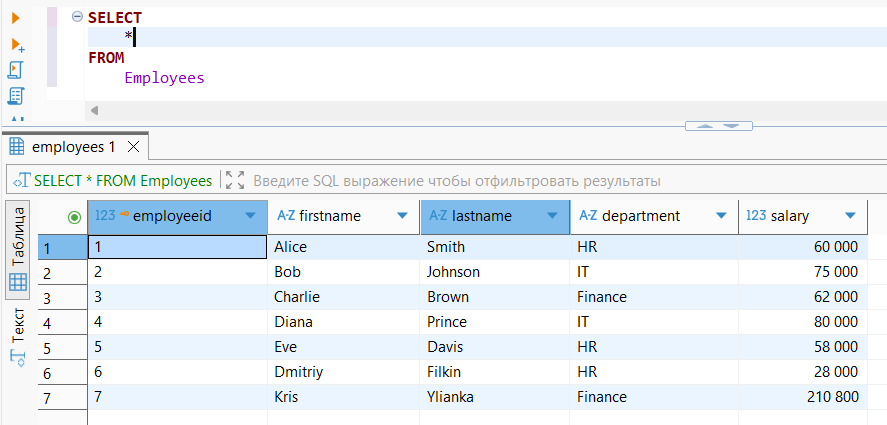 SELECT
*
FROM
Employees
employees 1
SELECT * FROM Employees Введите SQL выражение чтобы отфильтровать результаты
Таблица
Текст
123 employeeid A-Z firstname A-Z lastname A-Z department 123 salary
1 1 Alice Smith HR 60 000
2 2 Bob Johnson IT 75 000
3 3 Charlie Brown Finance 62 000
4 4 Diana Prince IT 80 000
5 5 Eve Davis HR 58 000
6 6 Dmitriy Filkin HR 28 000
7 7 Kris Ylianka Finance 210 800